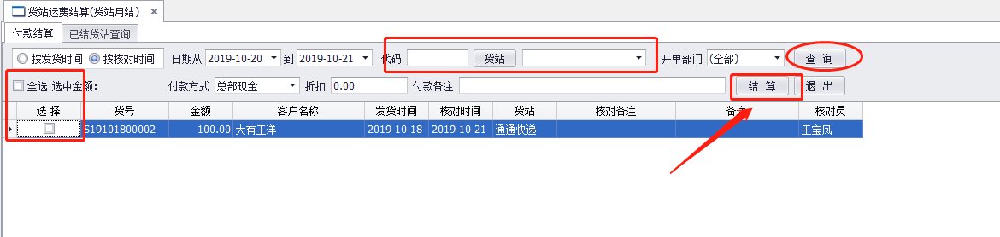 货站运费结算(货站月结)
付款结算 已结货站查询
按发货时间 按核对时间 日期从 2019-10-20 到 2019-10-21 代码 货站 开单部门 (全部) 查 询
全选 选中金额: 付款方式 总部现金 折扣 0.00 付款备注 结 算 退 出
选 择 货号 金额 客户名称 发货时间 核对时间 货站 核对备注 备注 核对员
S19101800002 100.00 大有王洋 2019-10-18 2019-10-21 通通快递 王宝凤